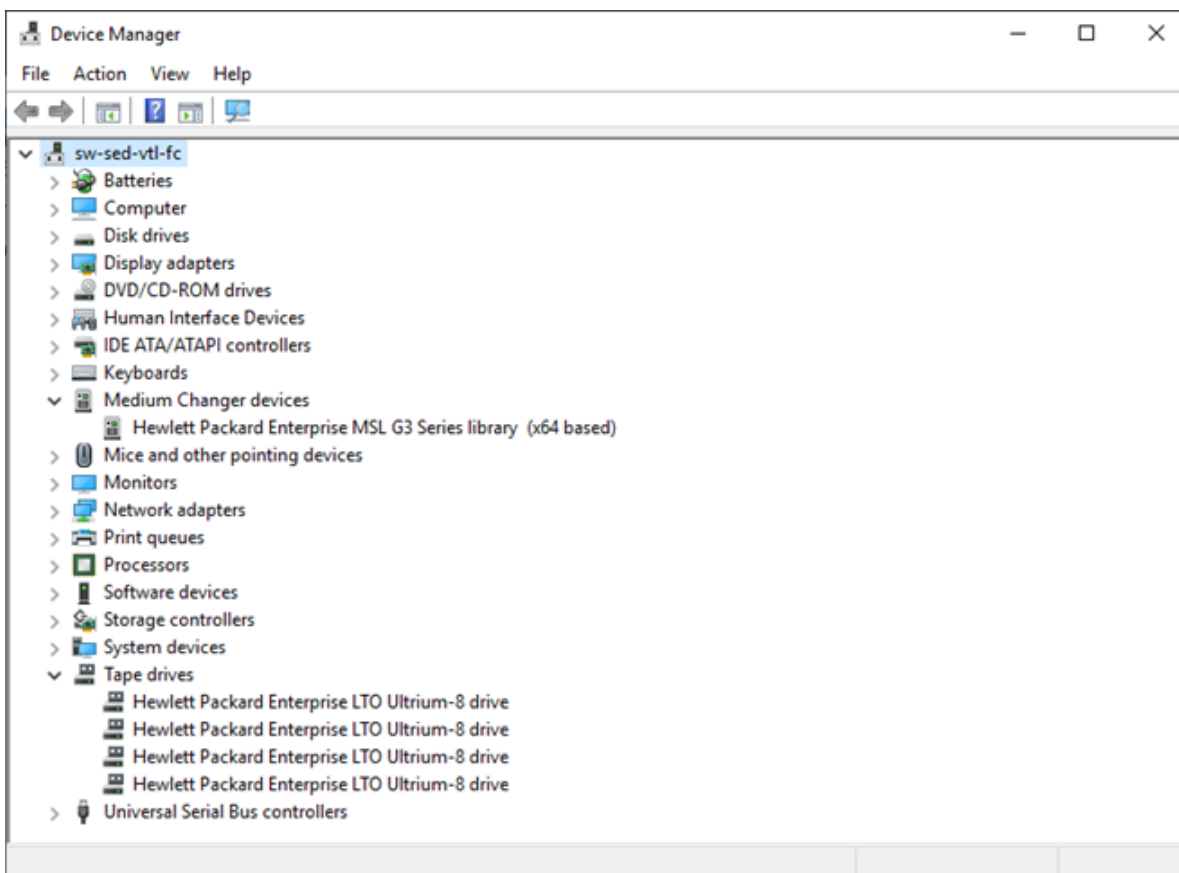 Device Manager
File Action View Help
sw-sed-vtl-fc
Batteries
Computer
Disk drives
Display adapters
DVD/CD-ROM drives
Human Interface Devices
IDE ATA/ATAPI controllers
Keyboards
Medium Changer devices
Hewlett Packard Enterprise MSL G3 Series library (x64 based)
Mice and other pointing devices
Monitors
Network adapters
Print queues
Processors
Software devices
Storage controllers
System devices
Tape drives
Hewlett Packard Enterprise LTO Ultrium-8 drive
Hewlett Packard Enterprise LTO Ultrium-8 drive
Hewlett Packard Enterprise LTO Ultrium-8 drive
Hewlett Packard Enterprise LTO Ultrium-8 drive
Universal Serial Bus controllers